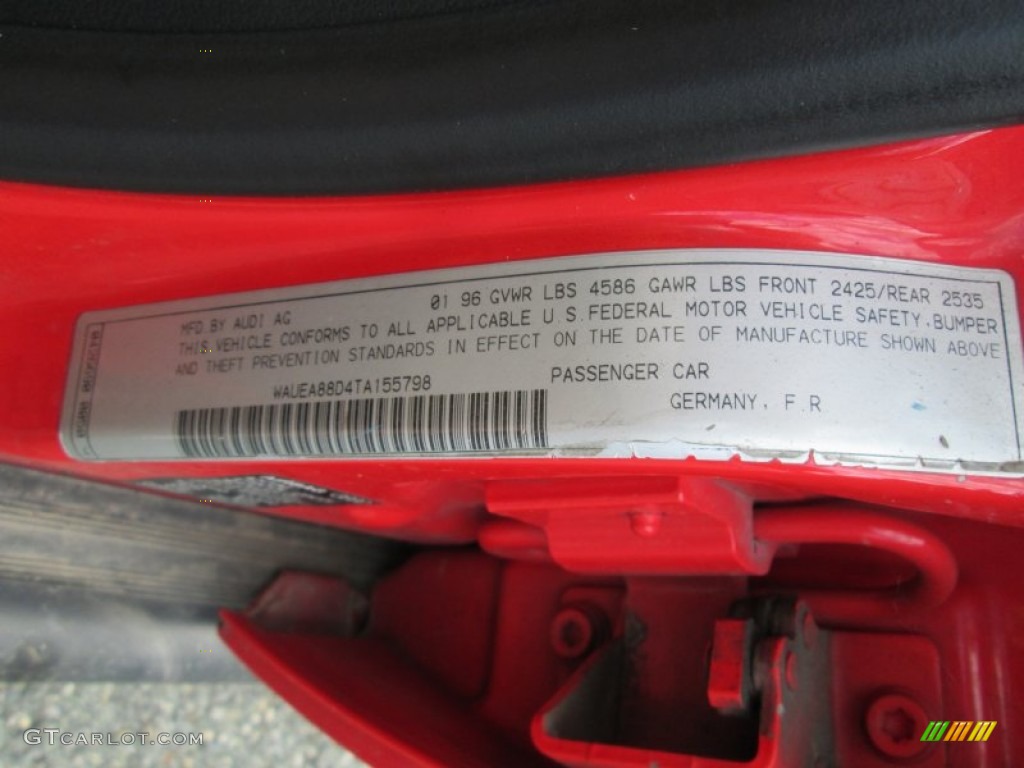 01 96 GVWR LBS 4586 GAWR LBS FRONT 2425/REAR 2535
MFD.BY AUDI AG
THIS VEHICLE CONFORMS TO ALL APPLICABLE U S.FEDERAL MOTOR VEHICLE SAFETY.BUMPER
AND THEFT PREVENTION STANDARDS IN EFFECT ON THE DATE OF MANUFACTURE SHOWN ABOVE
WAUEA88D4TA155798
PASSENGER CAR
GERMANY, F.R
GTCARLOT.COM